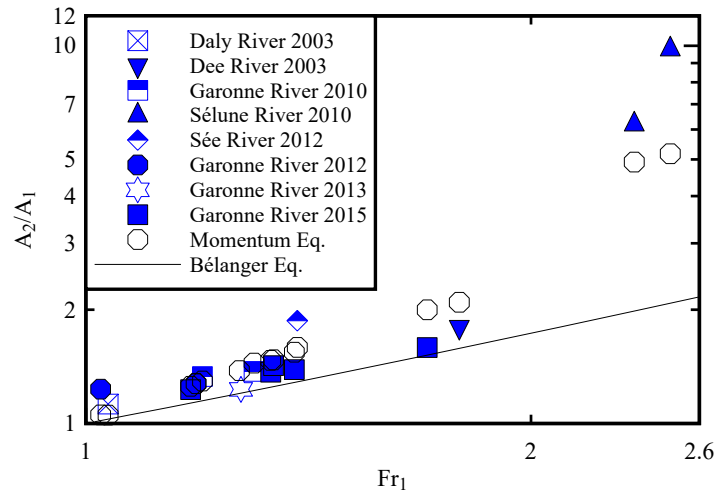 12
10
7
5
4
3
2
1
A2/A1
Daly River 2003
Dee River 2003
Garonne River 2010
Sélune River 2010
Sée River 2012
Garonne River 2012
Garonne River 2013
Garonne River 2015
Momentum Eq.
Bélanger Eq.
1 2 2.6
Fr1